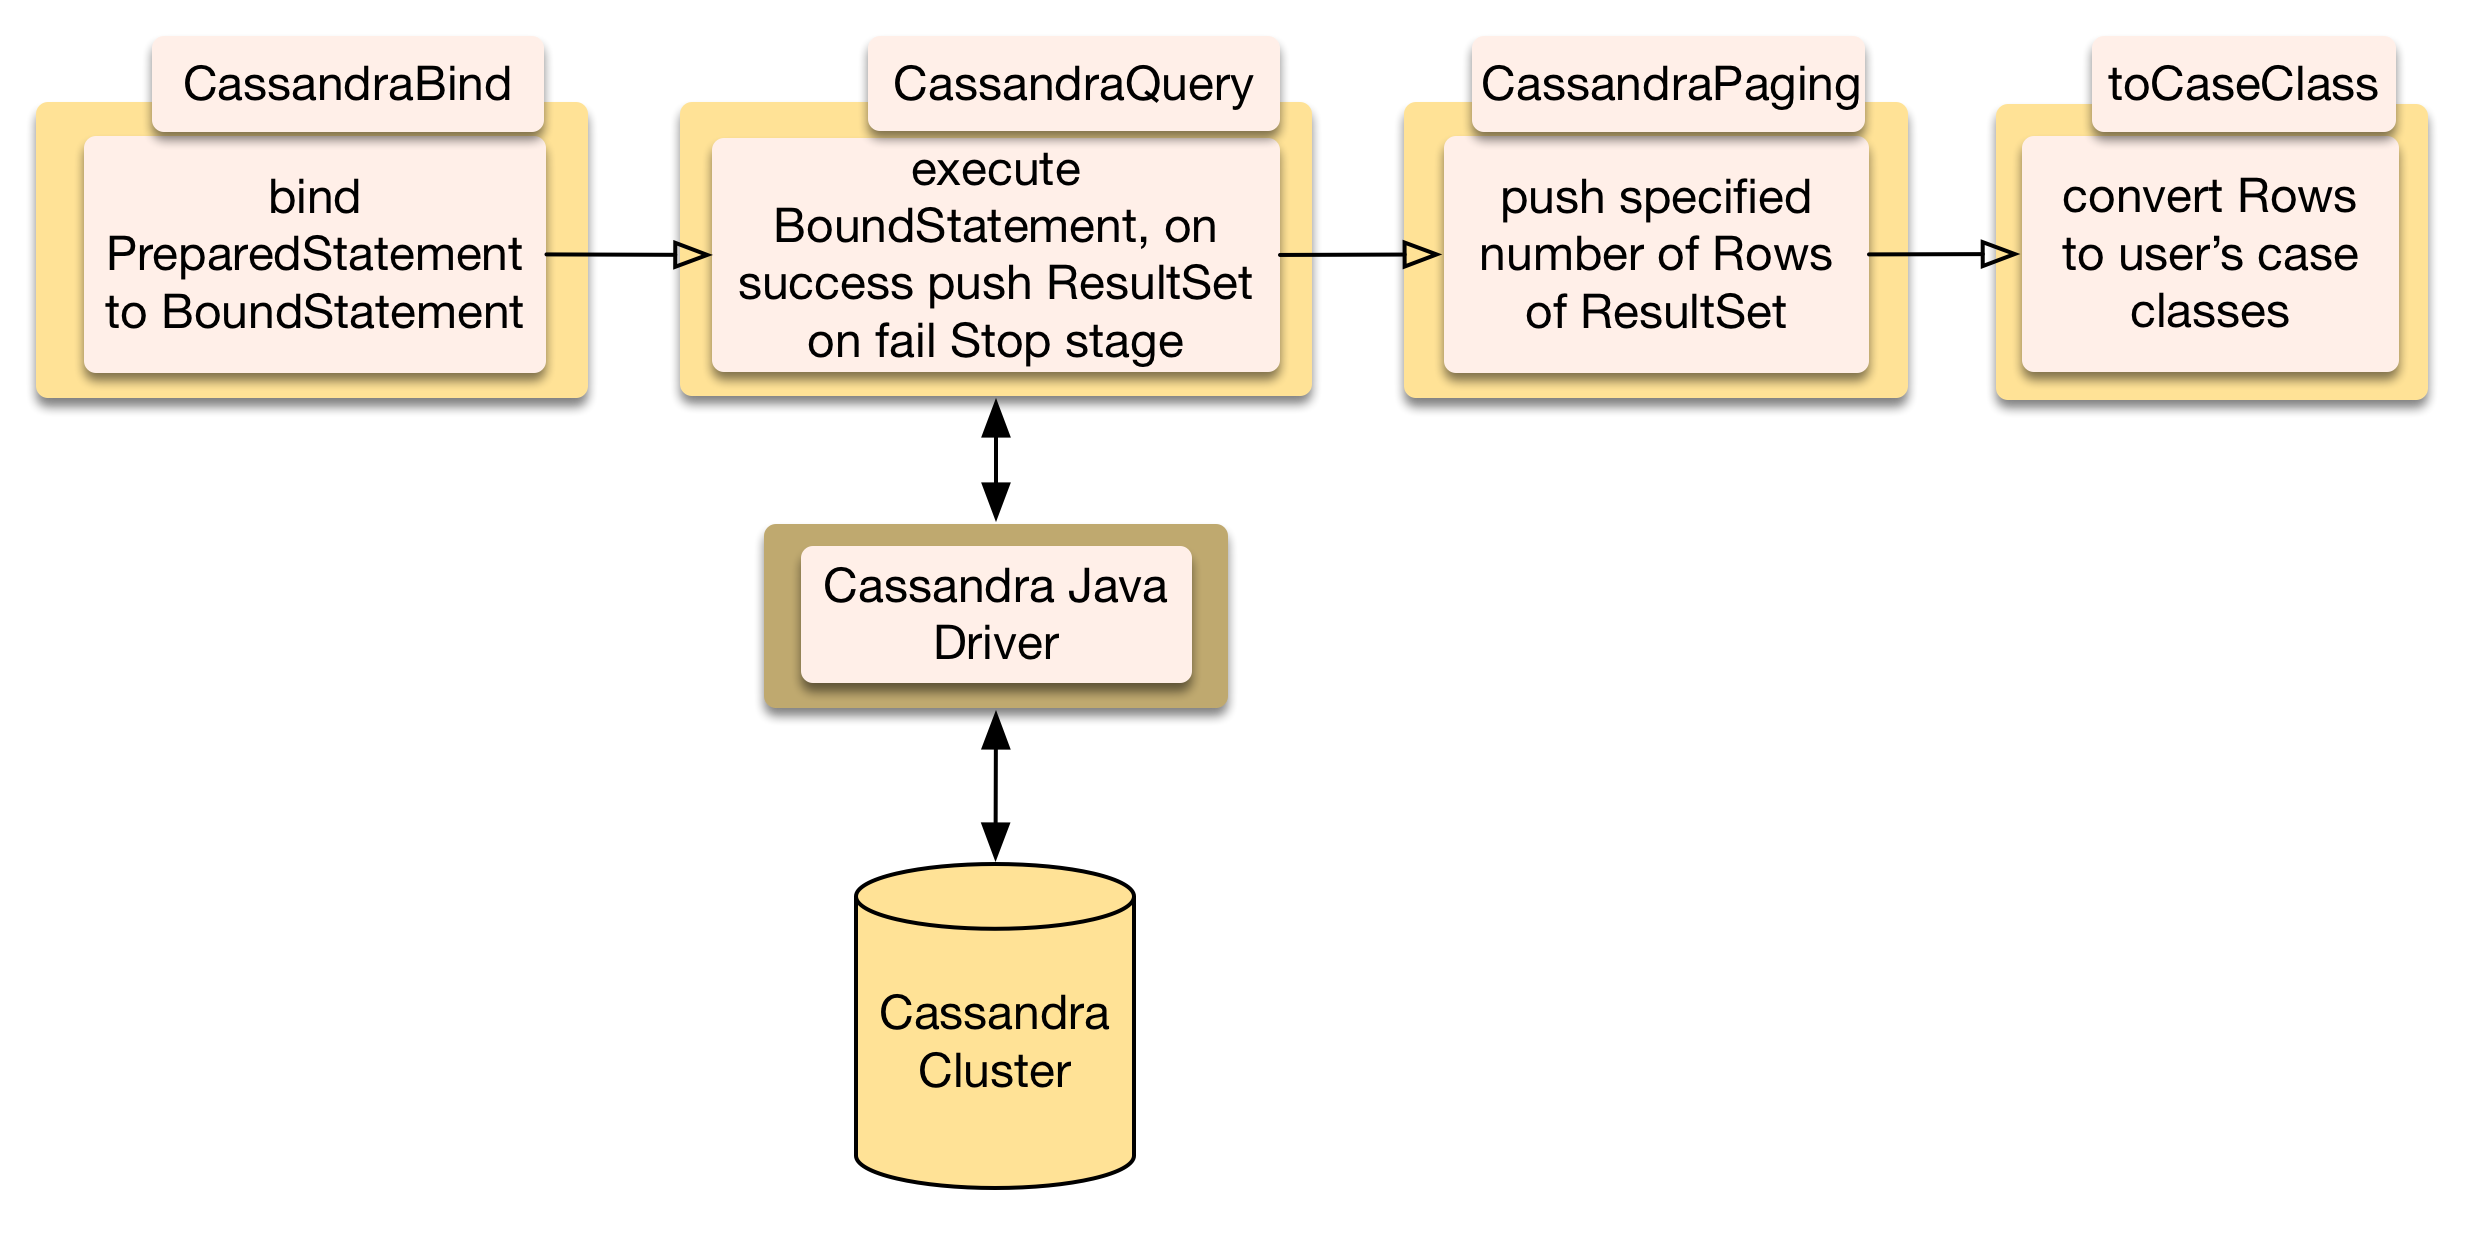 CassandraBind
bind
PreparedStatement
to BoundStatement
CassandraQuery
execute
BoundStatement, on
success push ResultSet
on fail Stop stage
CassandraPaging
push specified
number of Rows
of ResultSet
toCaseClass
convert Rows
to user’s case
classes
Cassandra Java
Driver
Cassandra
Cluster